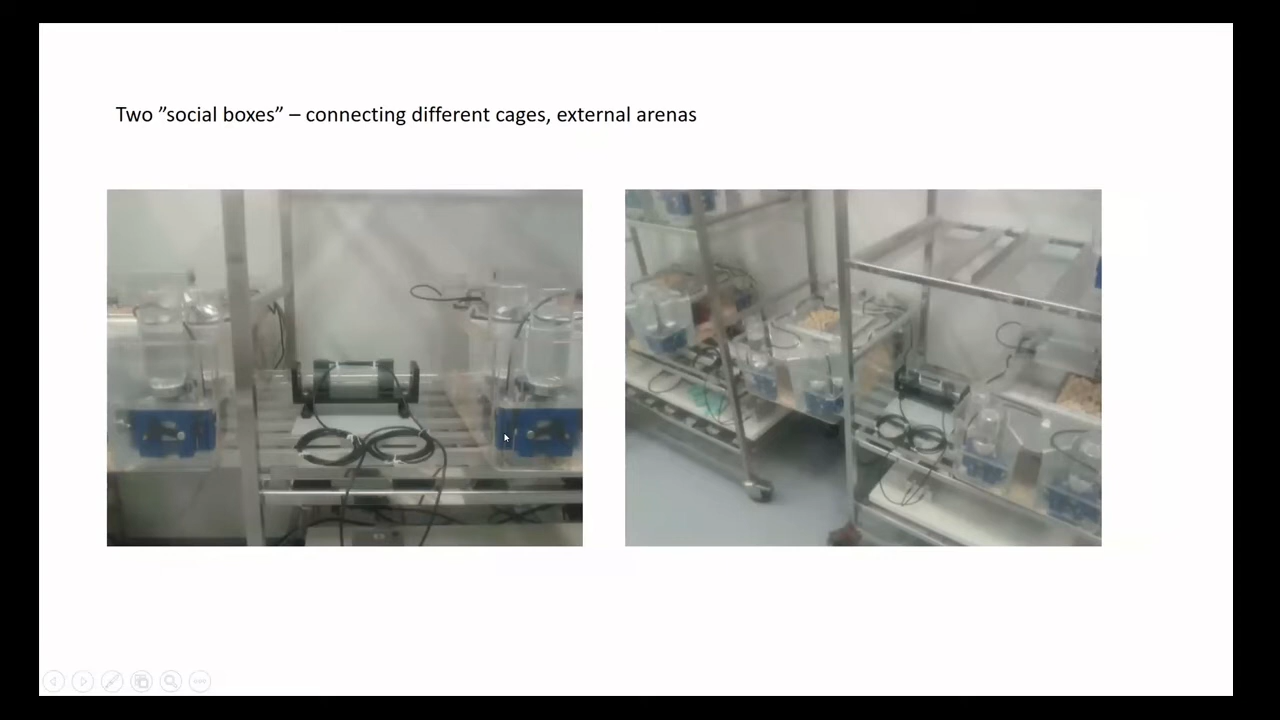 Two ”social boxes” – connecting different cages, external arenas